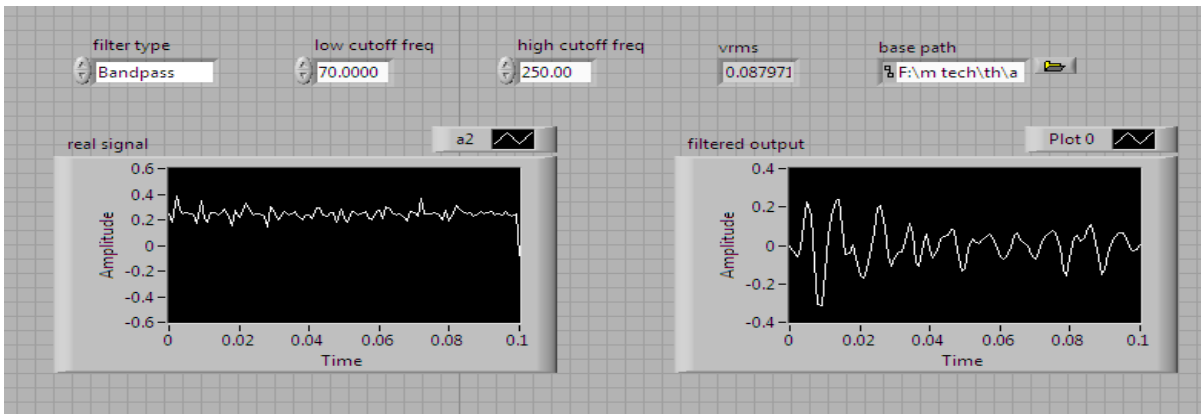 filter type
low cutoff freq
high cutoff freq
vrms
base path
Bandpass
70.0000
250.00
0.087971
F:\m tech\th\a
real signal
a2
0.6
0.4
0.2
0
-0.2
-0.4
-0.6
Amplitude
0
0.02
0.04
0.06
0.08
0.1
Time
filtered output
Plot 0
0.4
0.2
0
-0.2
-0.4
Amplitude
0
0.02
0.04
0.06
0.08
0.1
Time